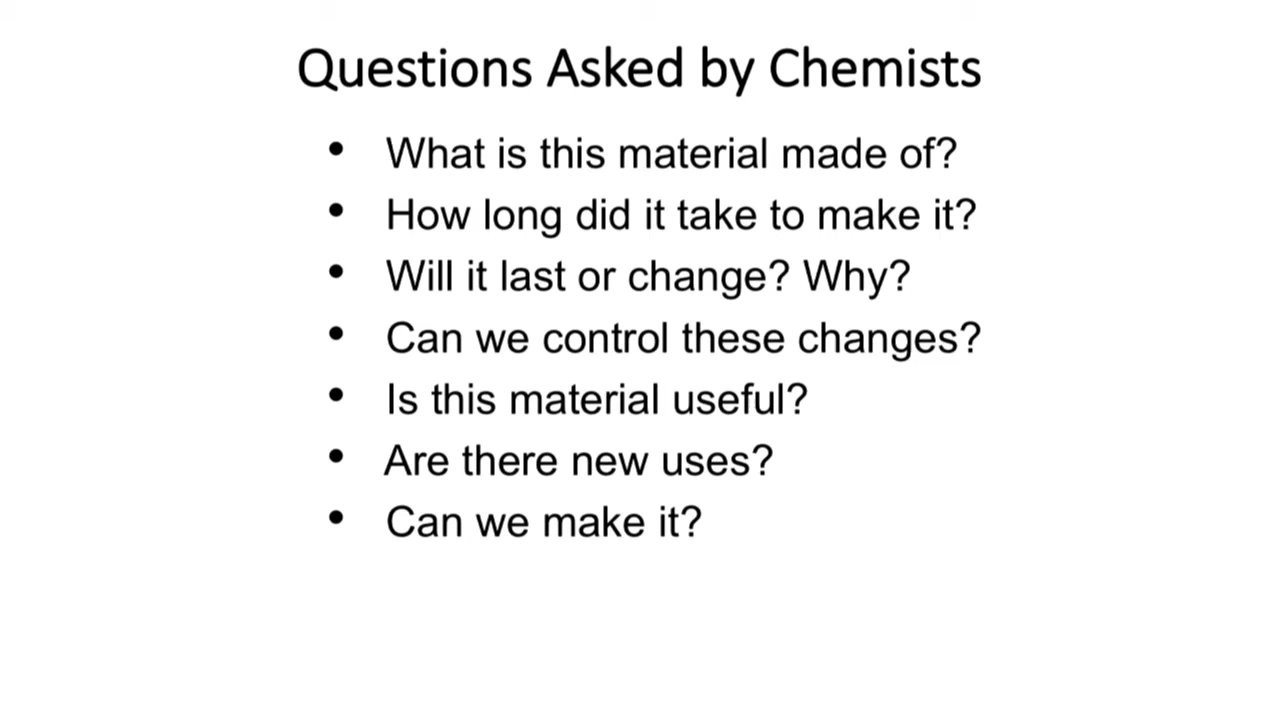 Questions Asked by Chemists
• What is this material made of?
• How long did it take to make it?
• Will it last or change? Why?
• Can we control these changes?
• Is this material useful?
• Are there new uses?
• Can we make it?